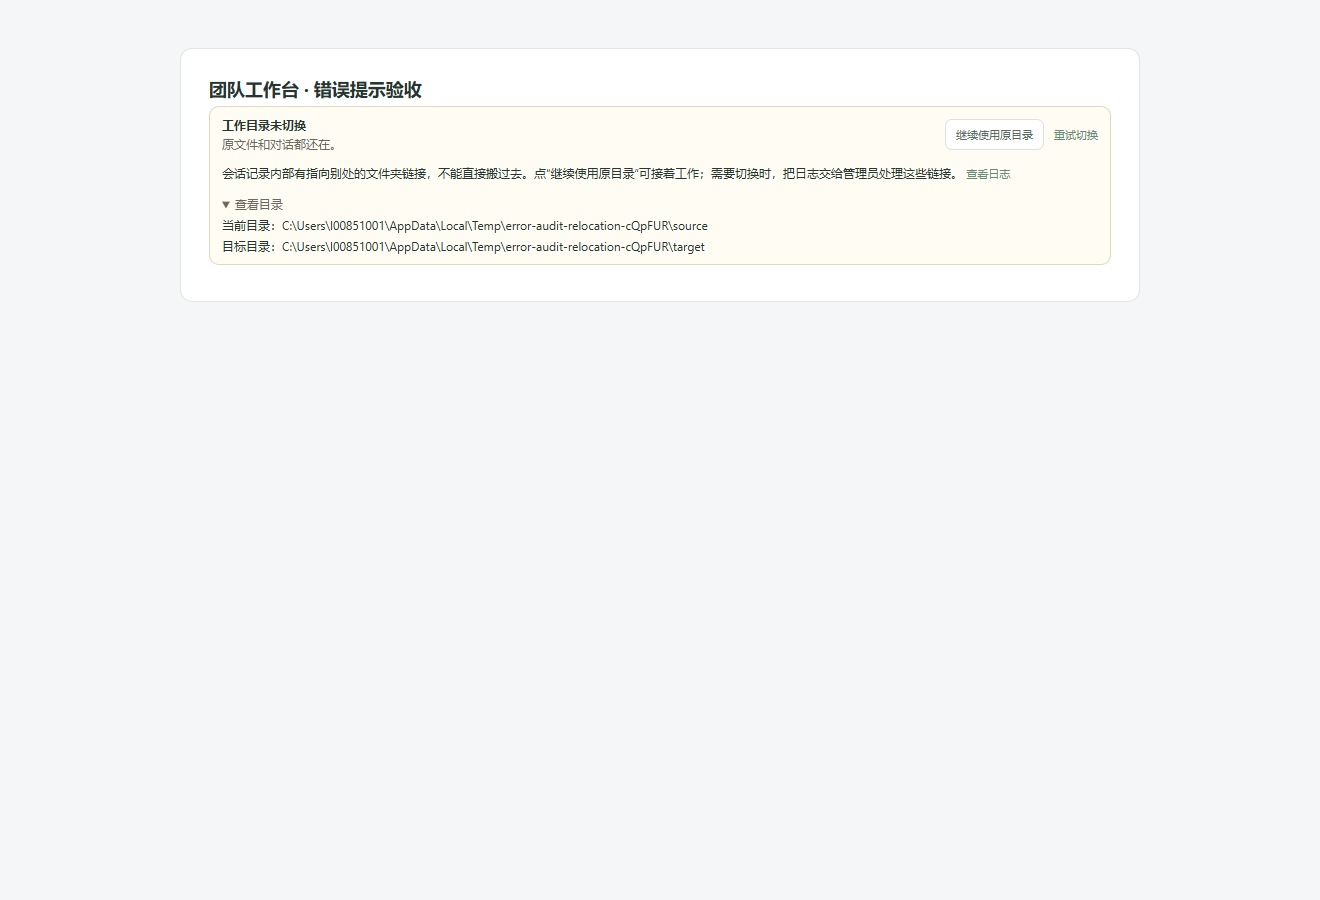 团队工作台 · 错误提示验收
工作目录未切换
原文件和对话都还在。
继续使用原目录 重试切换
会话记录内部有指向别处的文件夹链接，不能直接搬过去。点“继续使用原目录”可接着工作；需要切换时，把日志交给管理员处理这些链接。 查看日志
▼ 查看目录
当前目录：C:\Users\l00851001\AppData\Local\Temp\error-audit-relocation-cQpFUR\source
目标目录：C:\Users\l00851001\AppData\Local\Temp\error-audit-relocation-cQpFUR\target